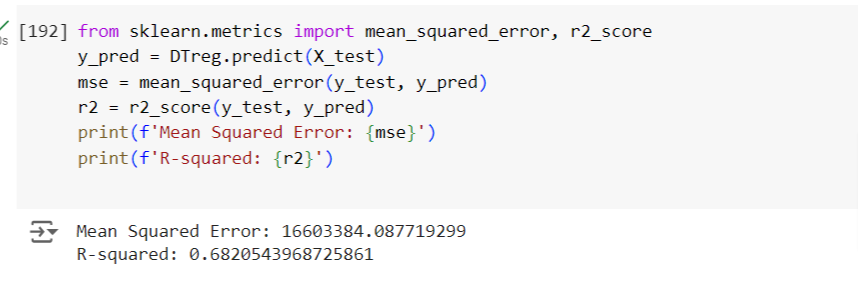 [192] from sklearn.metrics import mean_squared_error, r2_score
y_pred = DTreg.predict(X_test)
mse = mean_squared_error(y_test, y_pred)
r2 = r2_score(y_test, y_pred)
print(f'Mean Squared Error: {mse}')
print(f'R-squared: {r2}')
Mean Squared Error: 16603384.087719299
R-squared: 0.6820543968725861